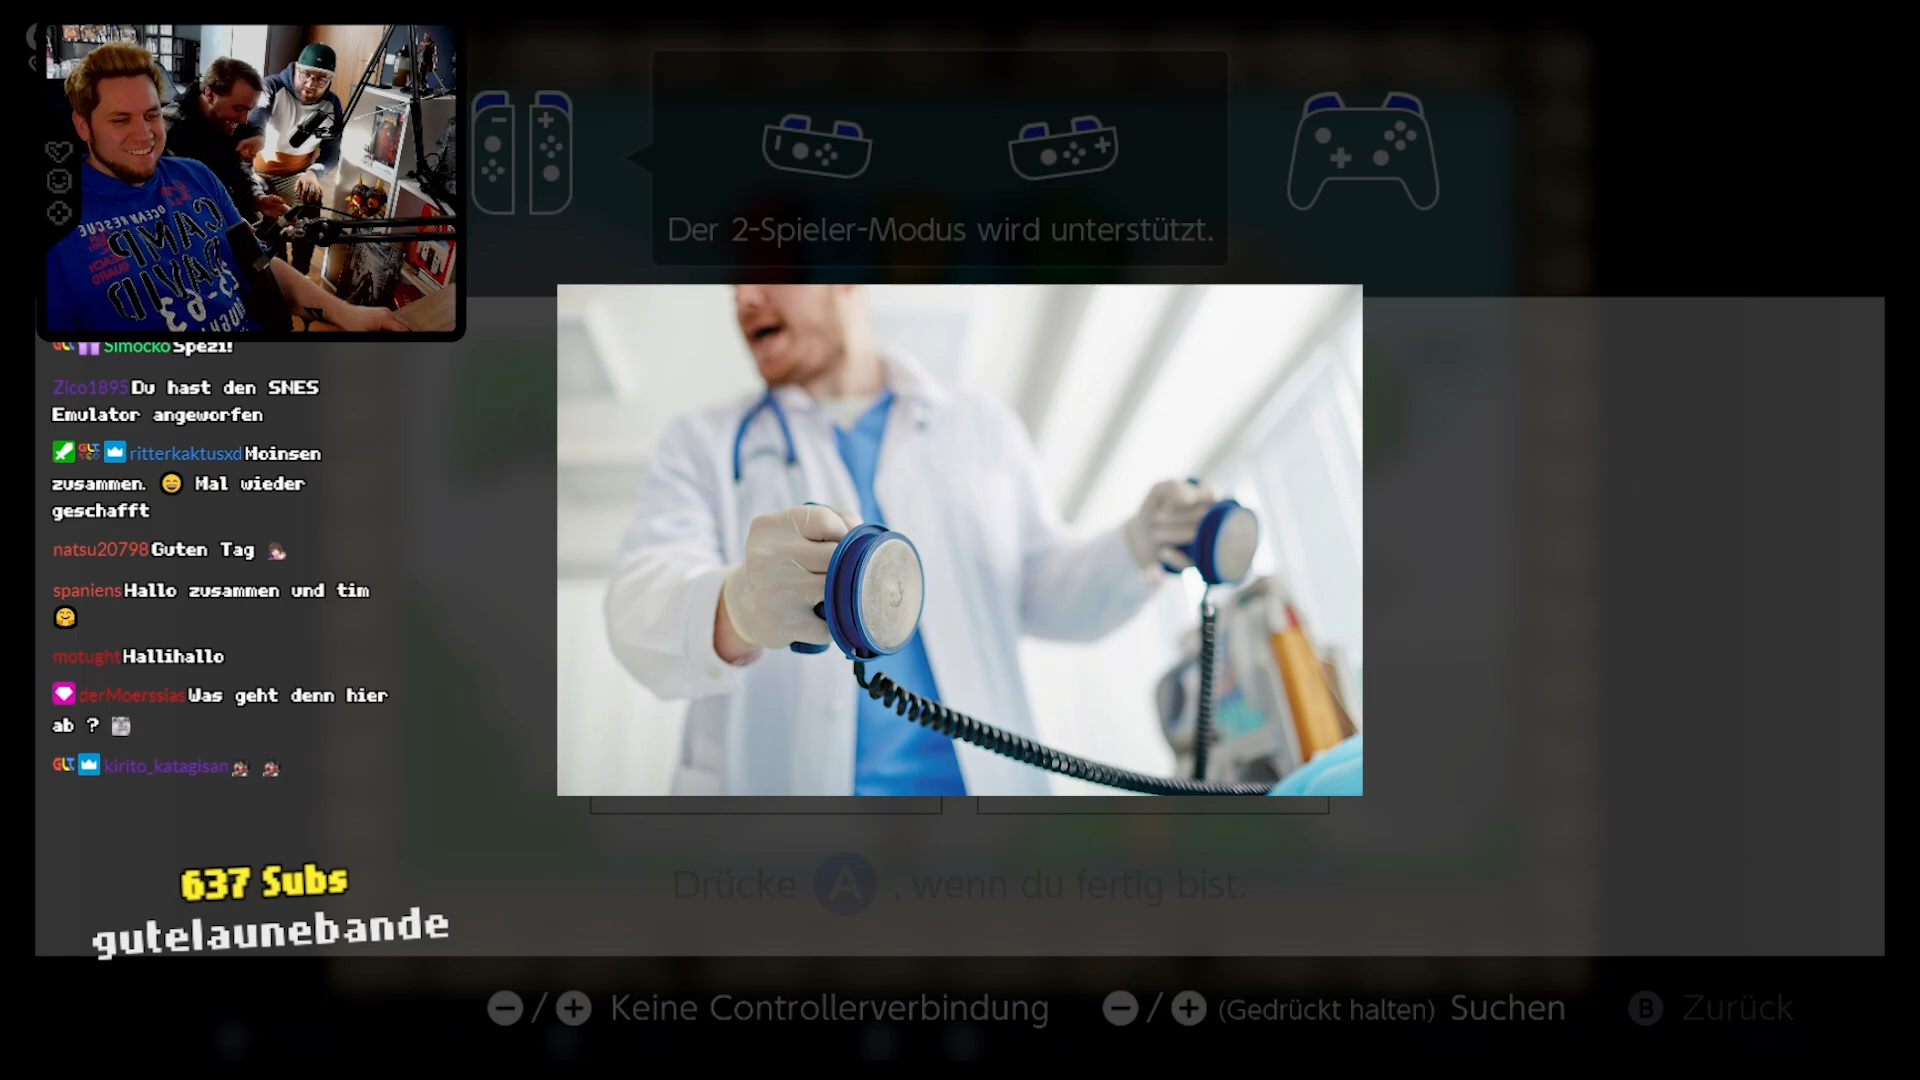 Der 2-Spieler-Modus wird unterstützt.
Simocko Spezi!
Zico1895 Du hast den SNES
Emulator angeworfen
ritterkaktusxd Moinsen
zusammen. 😄 Mal wieder
geschafft
natsu20798 Guten Tag
spaniens Hallo zusammen und tim
🤗
motught Hallihallo
derMoerssias Was geht denn hier
ab ?
GLT kirito_katagisan
637 Subs
gutelaunebande
Drücke A , wenn du fertig bist.
−/+ Keine Controllerverbindung −/+ (Gedrückt halten) Suchen B Zurück